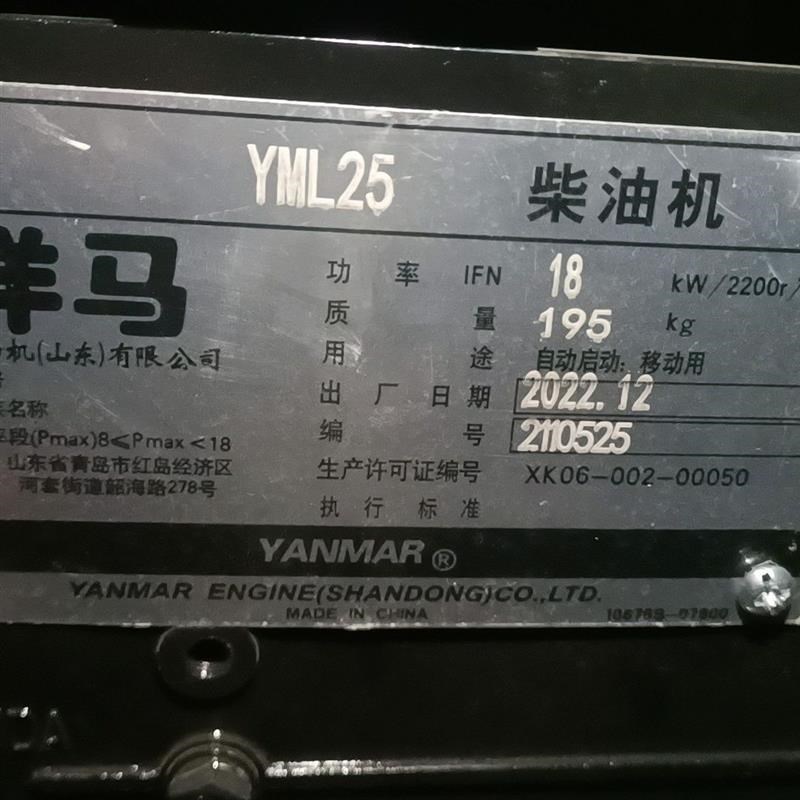 YML25 柴油机
洋马
机(山东)有限公司
功率 IFN 18 kW/2200r/
质量 195 kg
用途 自动启动:移动用
出厂日期 2022.12
编号 2110525
生产许可证编号 XK06-002-00050
执行标准
名称
段(Pmax)8≤Pmax<18
山东省青岛市红岛经济区
河套街道韶海路278号
YANMAR®
YANMAR ENGINE(SHANDONG)CO.,LTD.
MADE IN CHINA